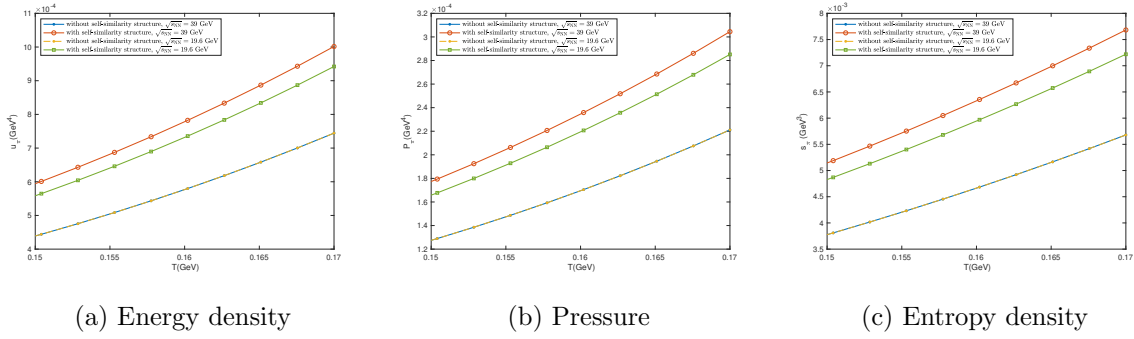 ×10⁻⁴
without self-similarity structure, √sNN = 39 GeV
with self-similarity structure, √sNN = 39 GeV
without self-similarity structure, √sNN = 19.6 GeV
with self-similarity structure, √sNN = 19.6 GeV
11
10
9
8
7
6
5
4
uπ(GeV⁴)
0.15 0.155 0.16 0.165 0.17
T(GeV)
(a) Energy density
×10⁻⁴
without self-similarity structure, √sNN = 39 GeV
with self-similarity structure, √sNN = 39 GeV
without self-similarity structure, √sNN = 19.6 GeV
with self-similarity structure, √sNN = 19.6 GeV
3.2
3
2.8
2.6
2.4
2.2
2
1.8
1.6
1.4
1.2
Pπ(GeV⁴)
0.15 0.155 0.16 0.165 0.17
T(GeV)
(b) Pressure
×10⁻³
without self-similarity structure, √sNN = 39 GeV
with self-similarity structure, √sNN = 39 GeV
without self-similarity structure, √sNN = 19.6 GeV
with self-similarity structure, √sNN = 19.6 GeV
8.5
8
7.5
7
6.5
6
5.5
5
4.5
4
3.5
sπ(GeV³)
0.15 0.155 0.16 0.165 0.17
T(GeV)
(c) Entropy density